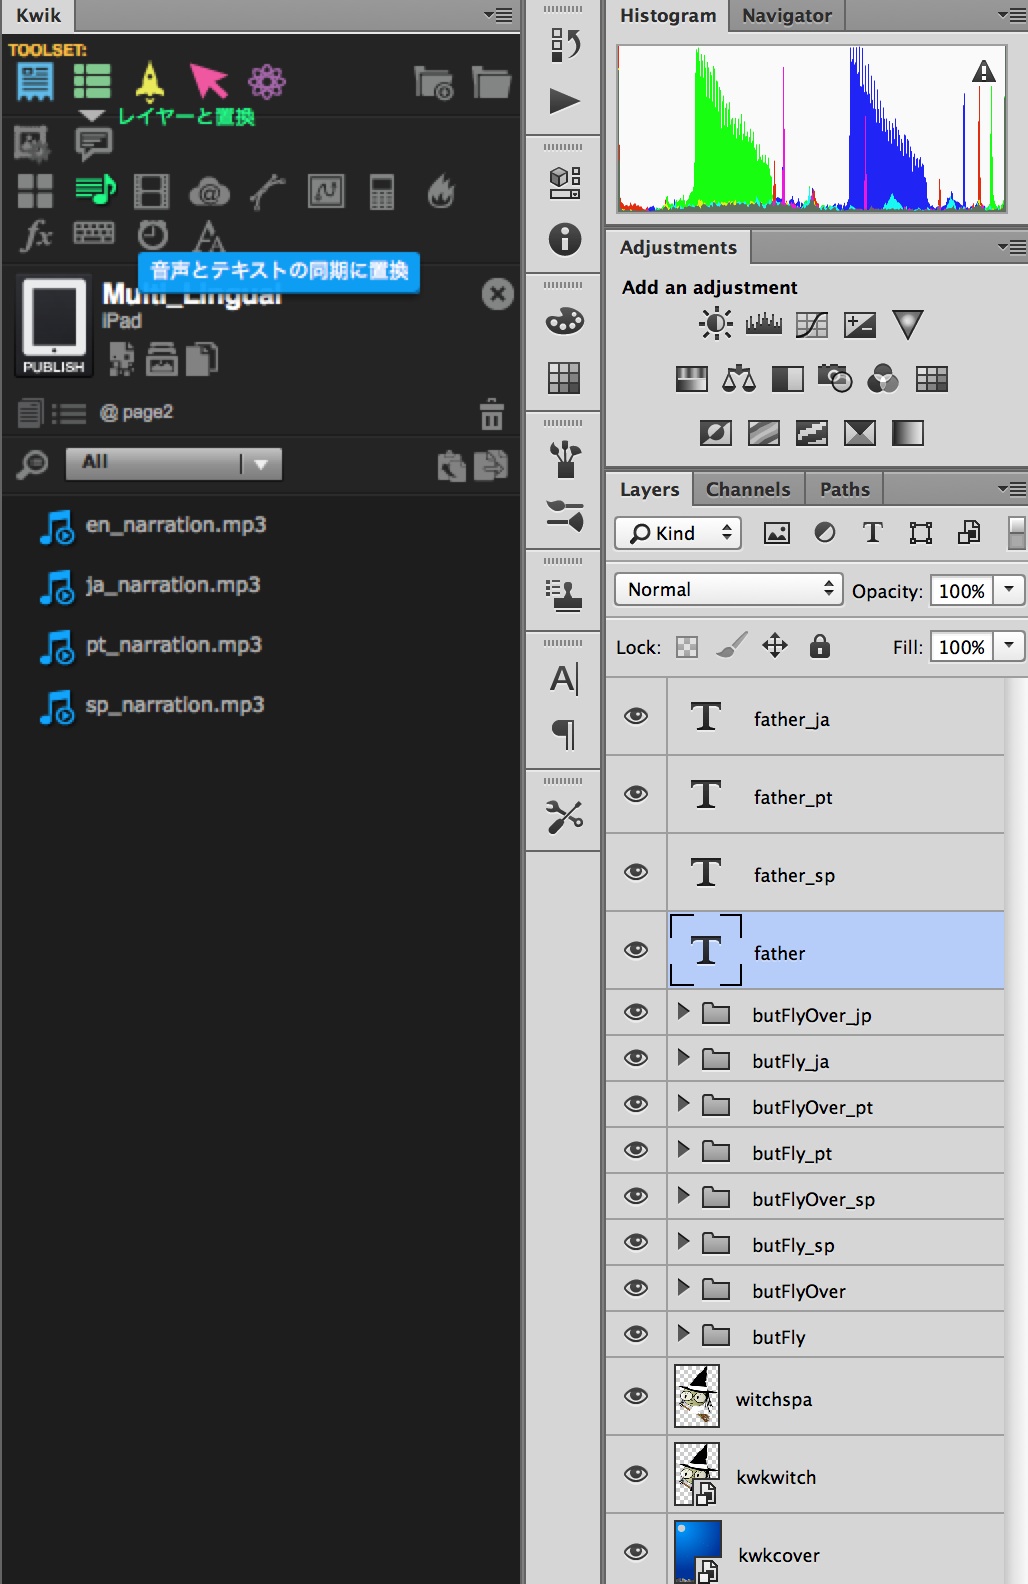 Kwik
TOOLSET:
レイヤーと置換
音声とテキストの同期に置換
Multi_Lingual
iPad
PUBLISH
@ page2
All
en_narration.mp3
ja_narration.mp3
pt_narration.mp3
sp_narration.mp3
Histogram Navigator
Adjustments
Add an adjustment
Layers Channels Paths
Kind
Normal Opacity: 100%
Lock: Fill: 100%
father_ja
father_pt
father_sp
father
butFlyOver_jp
butFly_ja
butFlyOver_pt
butFly_pt
butFlyOver_sp
butFly_sp
butFlyOver
butFly
witchspa
kwkwitch
kwkcover